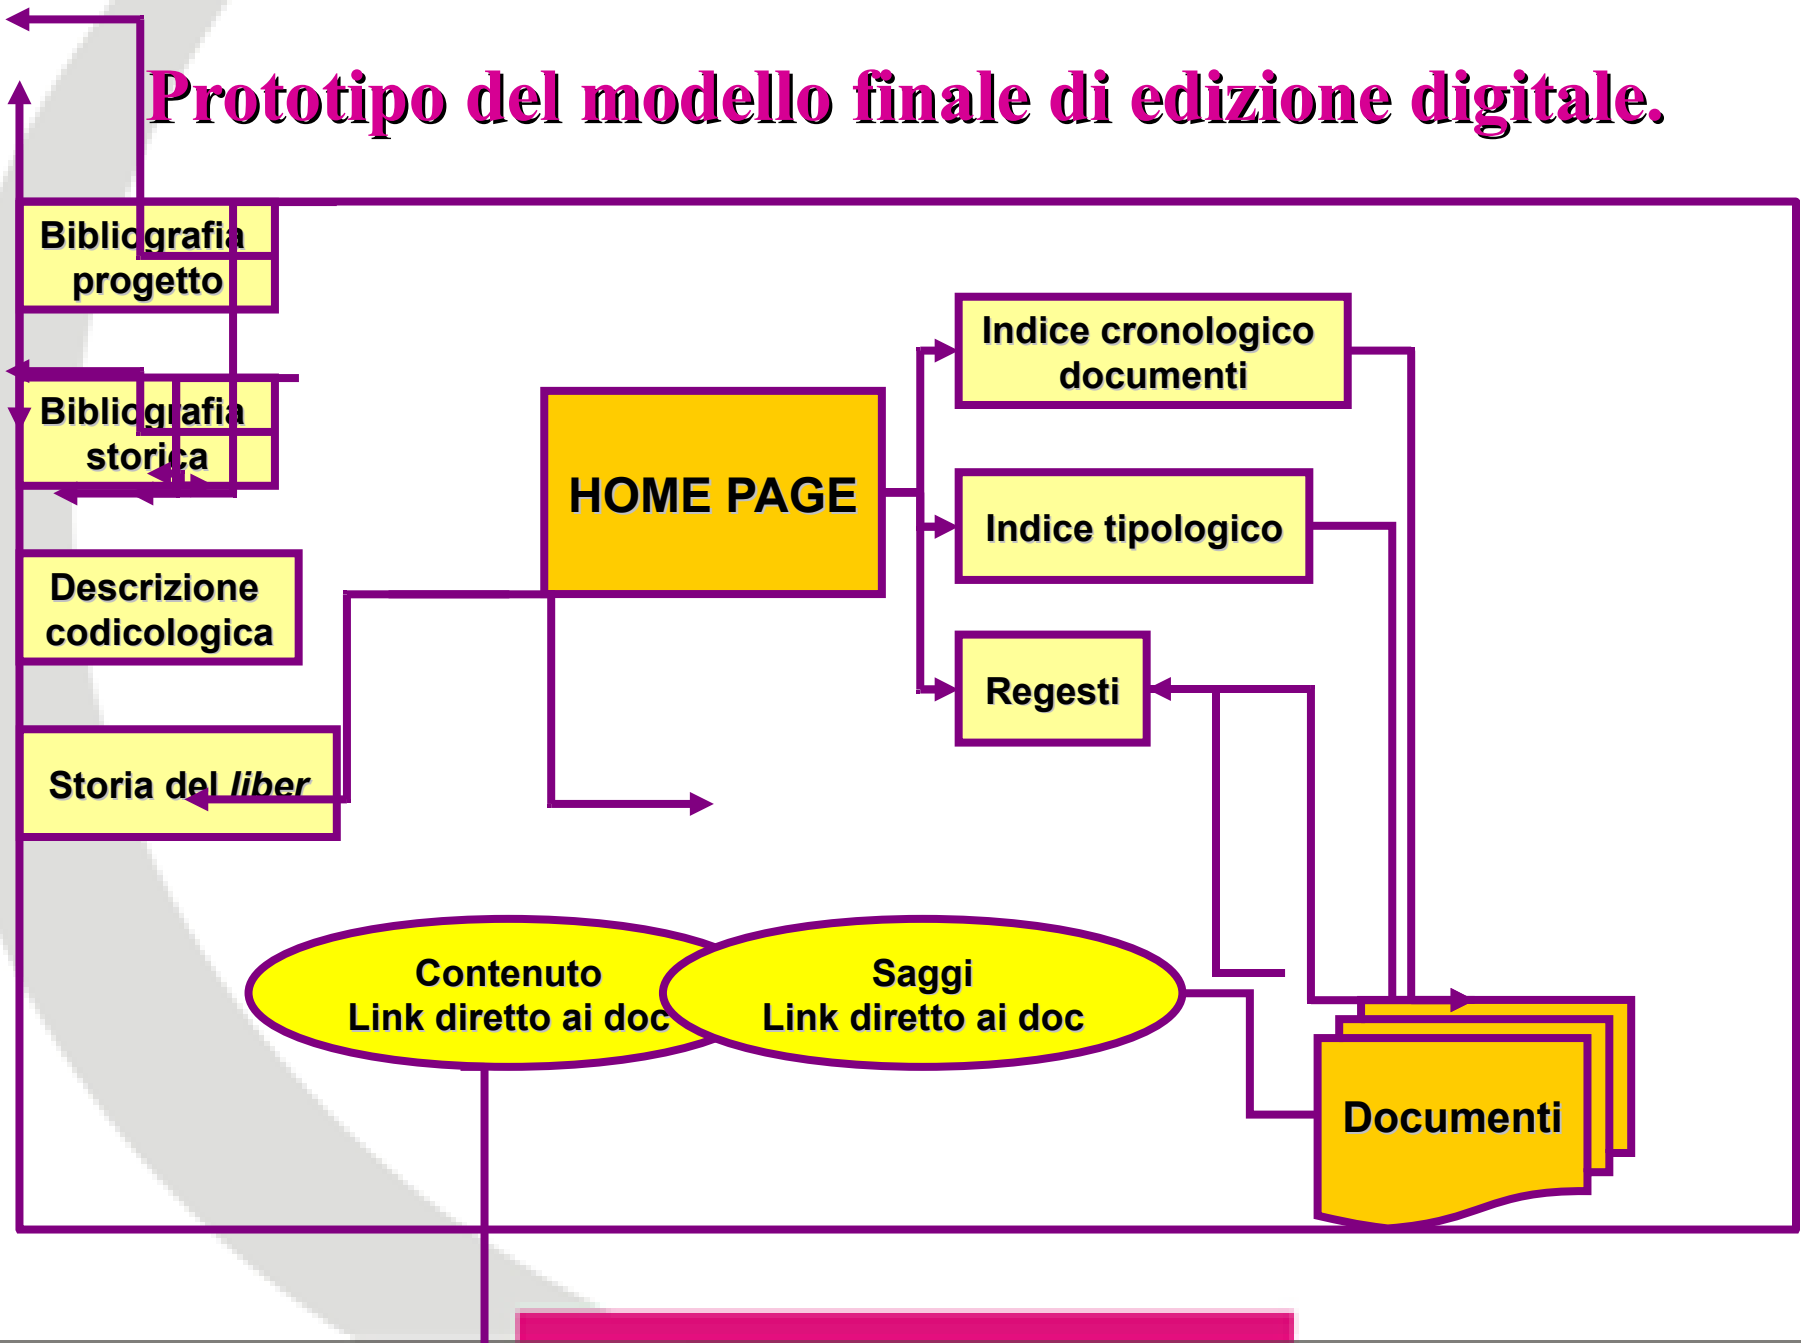 Prototipo del modello finale di edizione digitale.
Bibliografia
progetto
Bibliografia
storica
Descrizione
codicologica
Storia del liber
HOME PAGE
Indice cronologico
documenti
Indice tipologico
Regesti
Contenuto
Link diretto ai doc
Saggi
Link diretto ai doc
Documenti